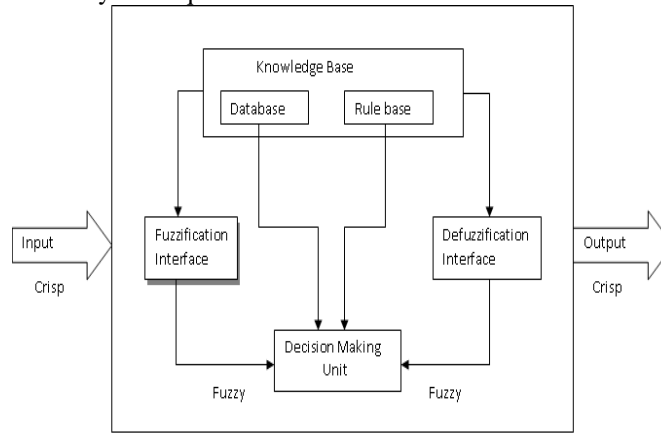 Knowledge Base
Database
Rule base
Input
Crisp
Fuzzification
Interface
Defuzzification
Interface
Output
Crisp
Decision Making
Unit
Fuzzy
Fuzzy